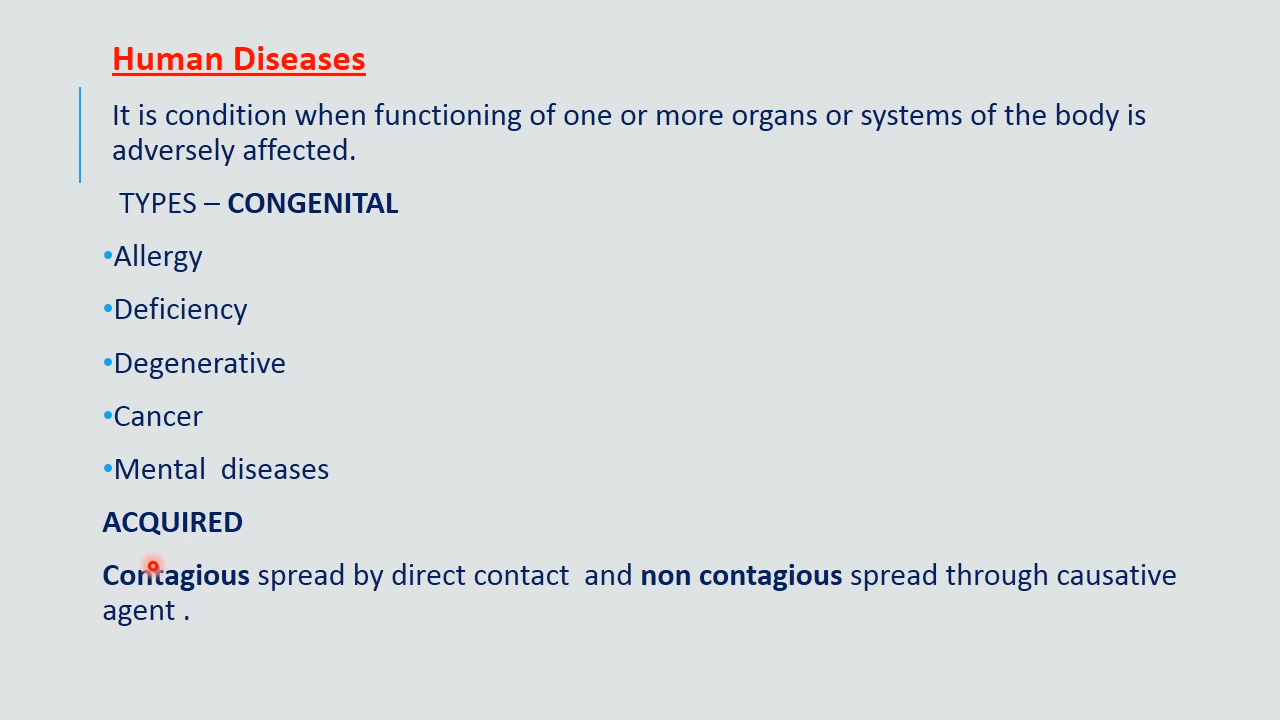 Human Diseases
It is condition when functioning of one or more organs or systems of the body is
adversely affected.
TYPES – CONGENITAL
•Allergy
•Deficiency
•Degenerative
•Cancer
•Mental  diseases
ACQUIRED
Contagious spread by direct contact  and non contagious spread through causative
agent .